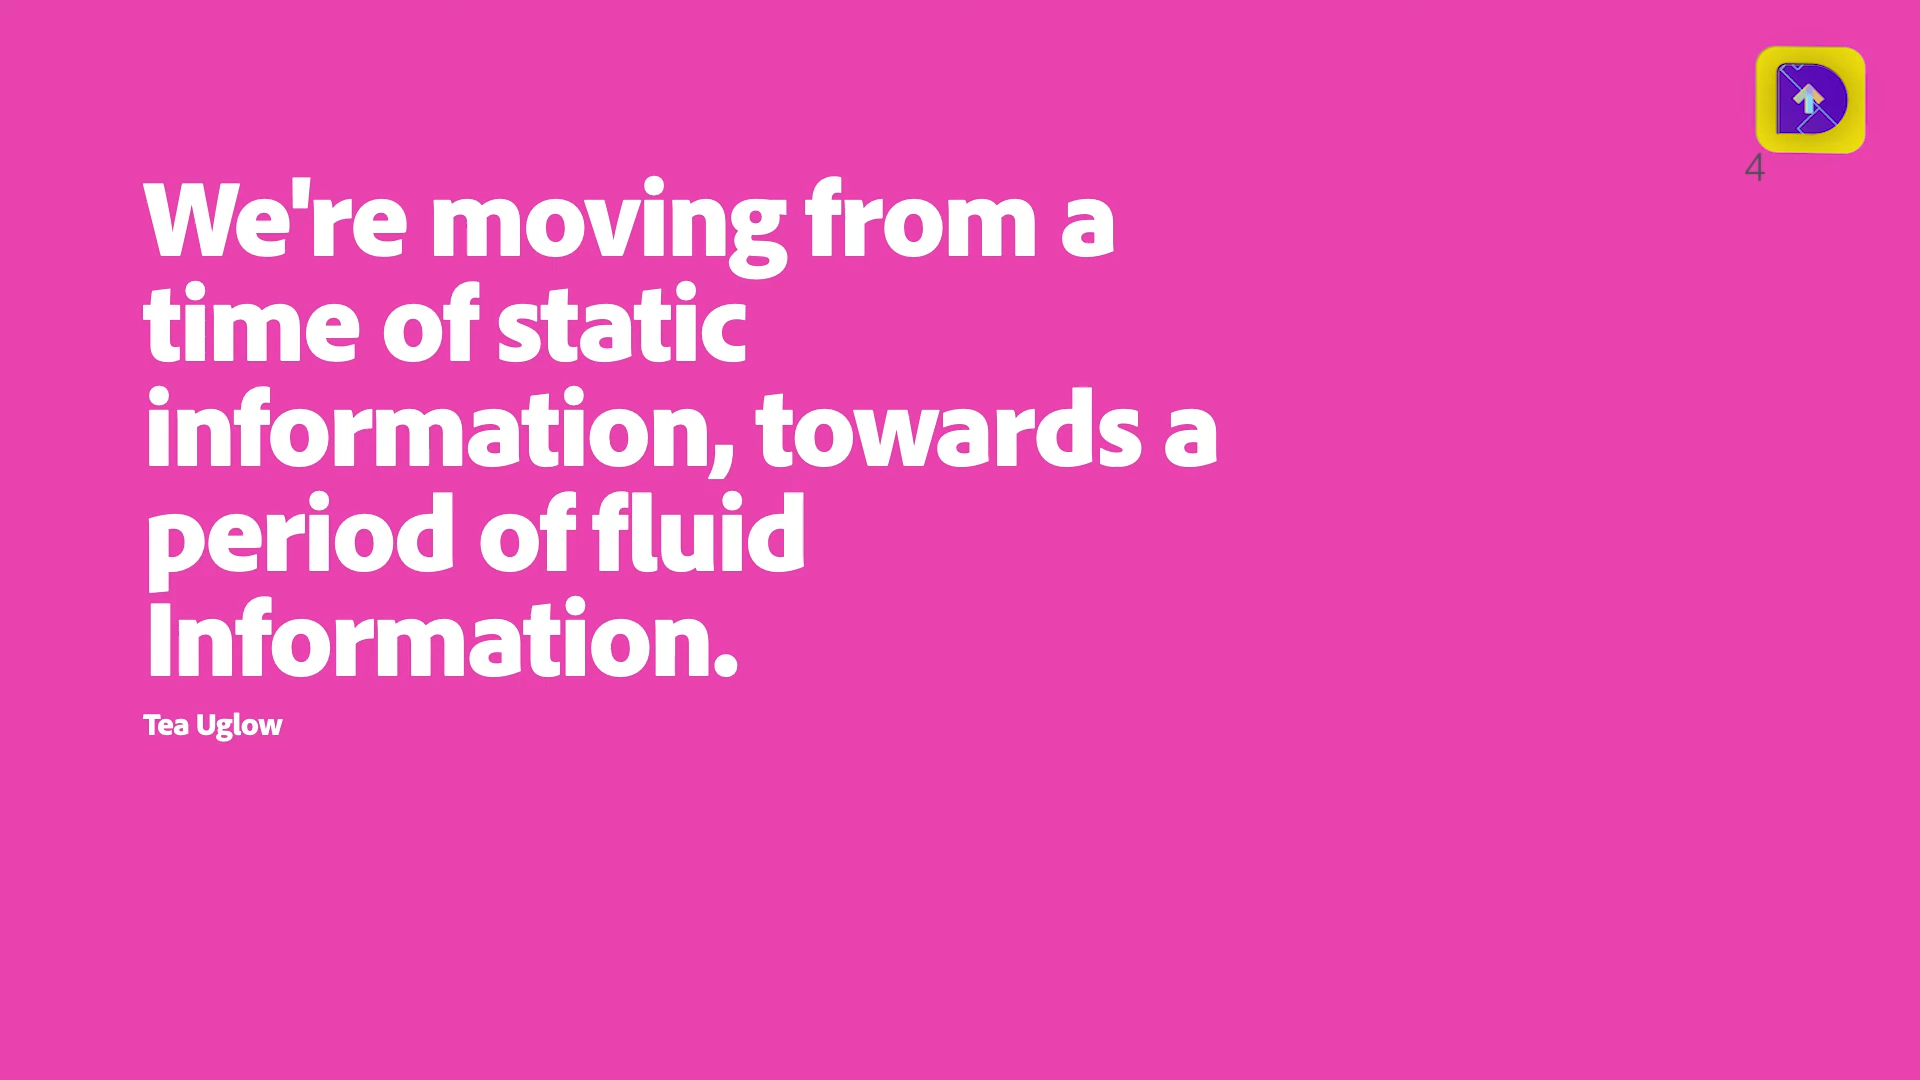 We're moving from a
time of static
information, towards a
period of fluid
Information.
Tea Uglow
4